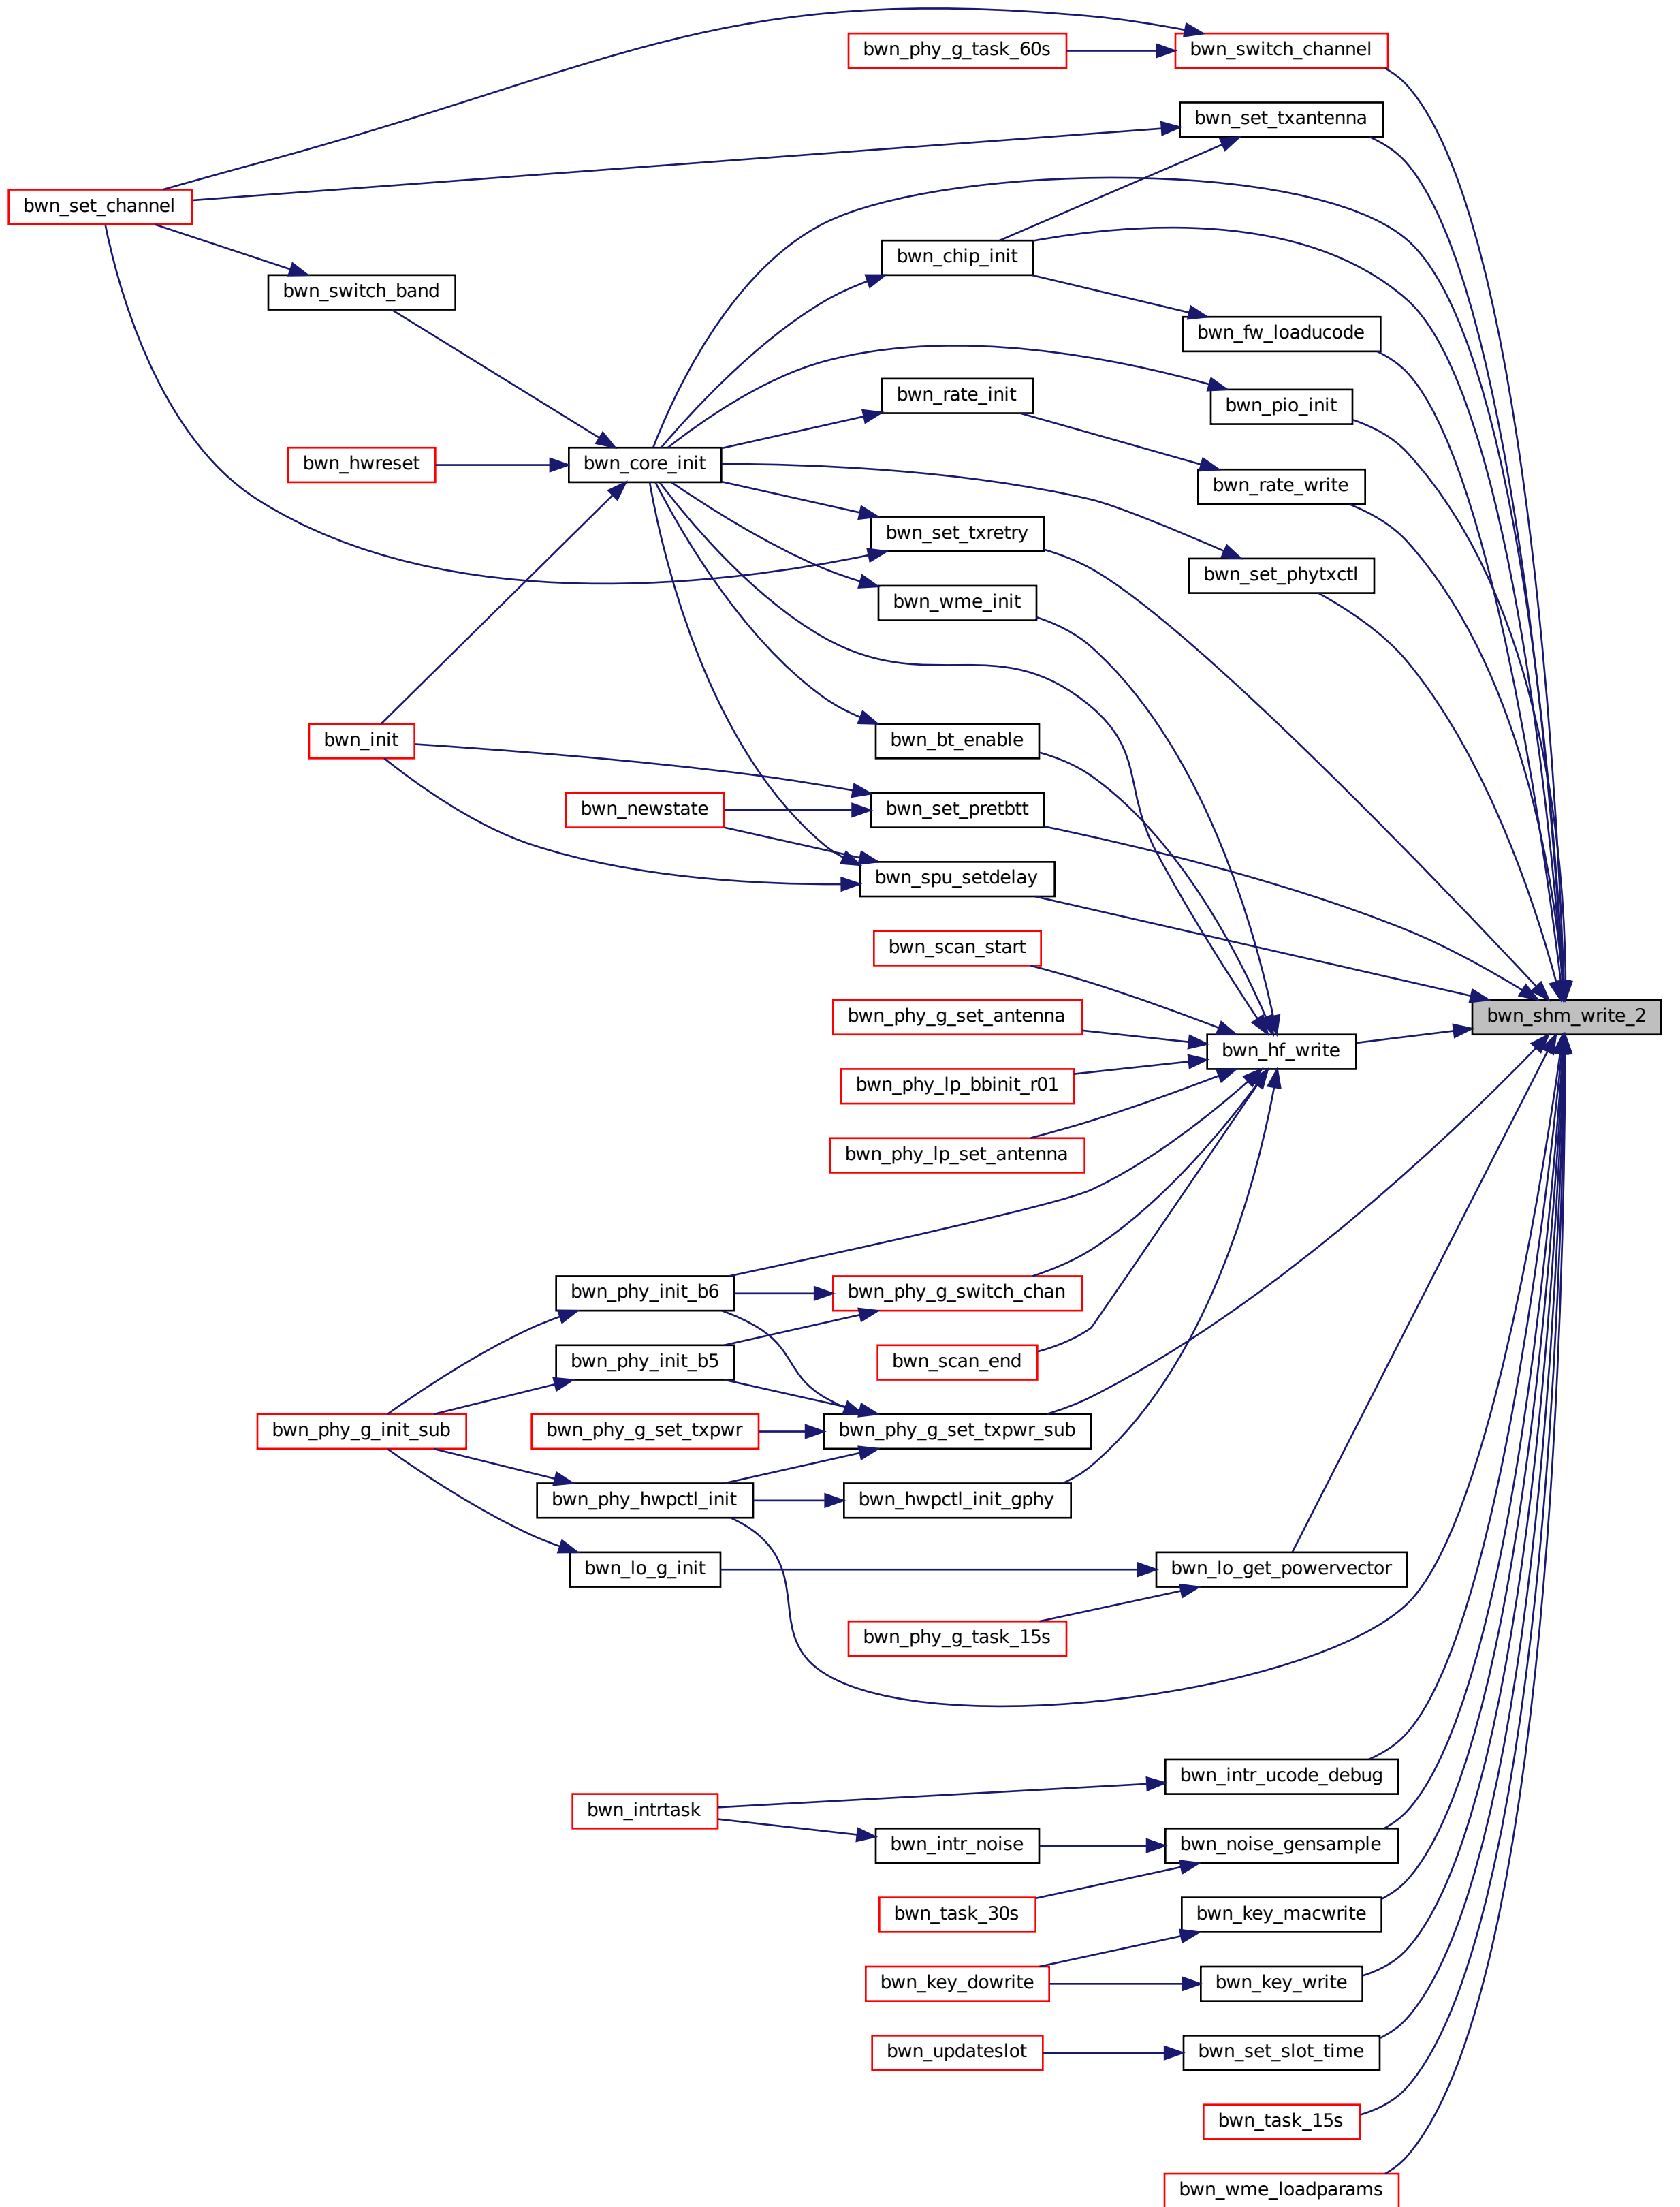 bwn_phy_g_task_60s
bwn_switch_channel
bwn_set_txantenna
bwn_set_channel
bwn_chip_init
bwn_switch_band
bwn_fw_loaducode
bwn_rate_init
bwn_pio_init
bwn_hwreset
bwn_core_init
bwn_rate_write
bwn_set_txretry
bwn_set_phytxctl
bwn_wme_init
bwn_init
bwn_bt_enable
bwn_newstate
bwn_set_pretbtt
bwn_spu_setdelay
bwn_scan_start
bwn_phy_g_set_antenna
bwn_shm_write_2
bwn_hf_write
bwn_phy_lp_bbinit_r01
bwn_phy_lp_set_antenna
bwn_phy_init_b6
bwn_phy_g_switch_chan
bwn_phy_init_b5
bwn_scan_end
bwn_phy_g_init_sub
bwn_phy_g_set_txpwr
bwn_phy_g_set_txpwr_sub
bwn_phy_hwpctl_init
bwn_hwpctl_init_gphy
bwn_lo_g_init
bwn_lo_get_powervector
bwn_phy_g_task_15s
bwn_intr_ucode_debug
bwn_intrtask
bwn_intr_noise
bwn_noise_gensample
bwn_task_30s
bwn_key_macwrite
bwn_key_dowrite
bwn_key_write
bwn_updateslot
bwn_set_slot_time
bwn_task_15s
bwn_wme_loadparams